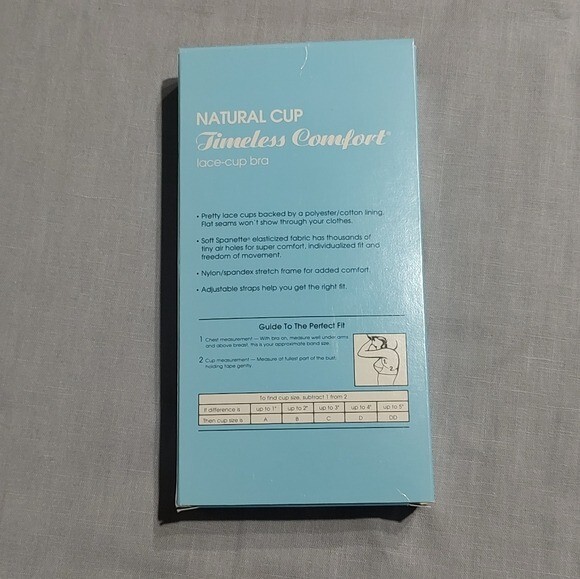 NATURAL CUP
Timeless Comfort®
lace-cup bra
• Pretty lace cups backed by a polyester/cotton lining.
Flat seams won't show through your clothes.
• Soft Spanette® elasticized fabric has thousands of
tiny air holes for super comfort, individualized fit and
freedom of movement.
• Nylon/spandex stretch frame for added comfort.
• Adjustable straps help you get the right fit.
Guide To The Perfect Fit
1 Chest measurement — With bra on, measure well under arms
and above breast, this is your approximate band size.
2 Cup measurement — Measure at fullest part of the bust,
holding tape gently.
1.
2.
To find cup size, subtract 1 from 2
If difference is up to 1" up to 2" up to 3" up to 4" up to 5"
Then cup size is A B C D DD